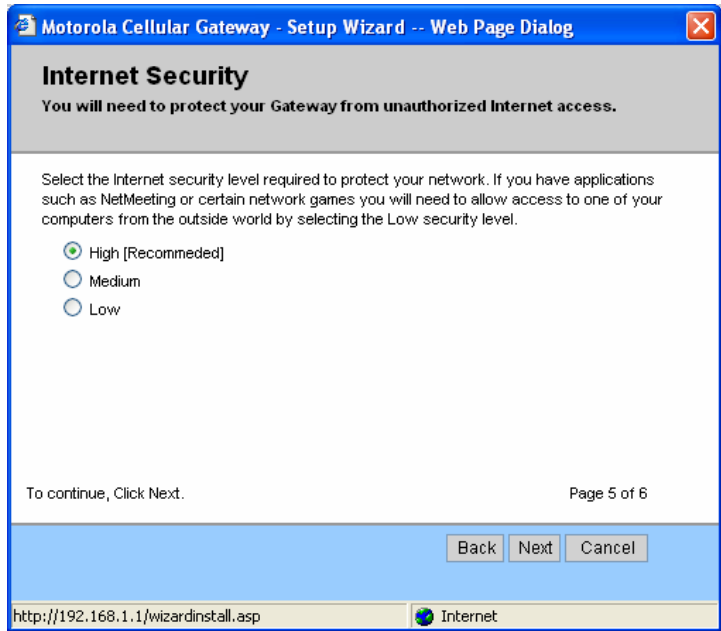 Motorola Cellular Gateway - Setup Wizard -- Web Page Dialog
Internet Security
You will need to protect your Gateway from unauthorized Internet access.
Select the Internet security level required to protect your network. If you have applications
such as NetMeeting or certain network games you will need to allow access to one of your
computers from the outside world by selecting the Low security level.
High [Recommeded]
Medium
Low
To continue, Click Next.
Page 5 of 6
Back Next Cancel
http://192.168.1.1/wizardinstall.asp
Internet